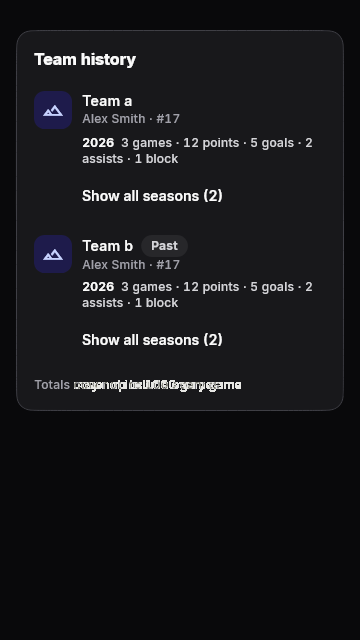 Team history
Team a
Alex Smith · #17
2026 3 games · 12 points · 5 goals · 2
assists · 1 block
Show all seasons (2)
Team b Past
Alex Smith · #17
2026 3 games · 12 points · 5 goals · 2
assists · 1 block
Show all seasons (2)
Totals